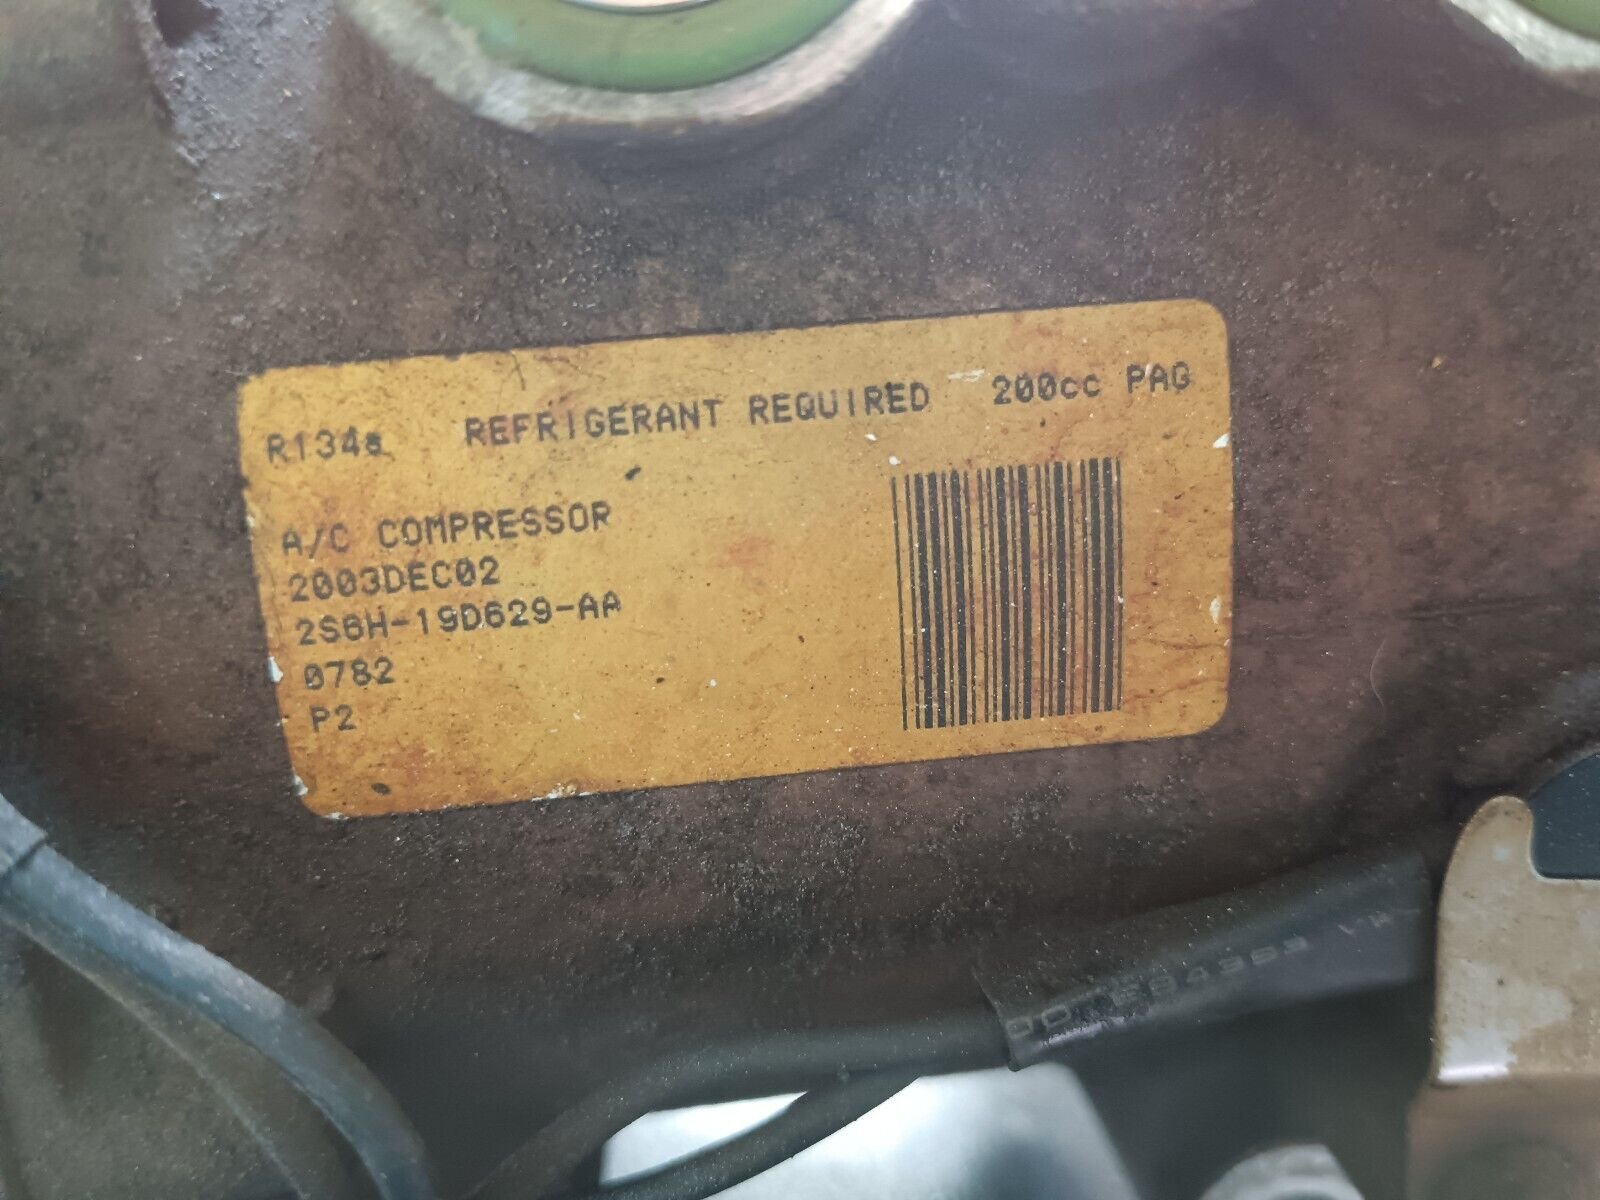 R134a REFRIGERANT REQUIRED 200cc PAG
A/C COMPRESSOR
2003DEC02
2S6H-19D629-AA
0782
P2